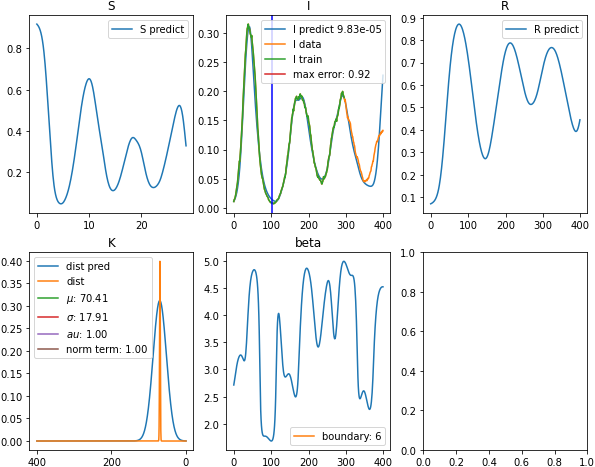 S
I
R
S predict
I predict 9.83e-05
I data
I train
max error: 0.92
R predict
0.8
0.6
0.4
0.2
0 10 20
0.30
0.25
0.20
0.15
0.10
0.05
0.00
0 100 200 300 400
0.9
0.8
0.7
0.6
0.5
0.4
0.3
0.2
0.1
0 100 200 300 400
K
beta
dist pred
dist
μ: 70.41
σ: 17.91
au: 1.00
norm term: 1.00
0.40
0.35
0.30
0.25
0.20
0.15
0.10
0.05
0.00
400 200 0
5.0
4.5
4.0
3.5
3.0
2.5
2.0
boundary: 6
0 100 200 300 400
1.0
0.8
0.6
0.4
0.2
0.0
0.0 0.2 0.4 0.6 0.8 1.0